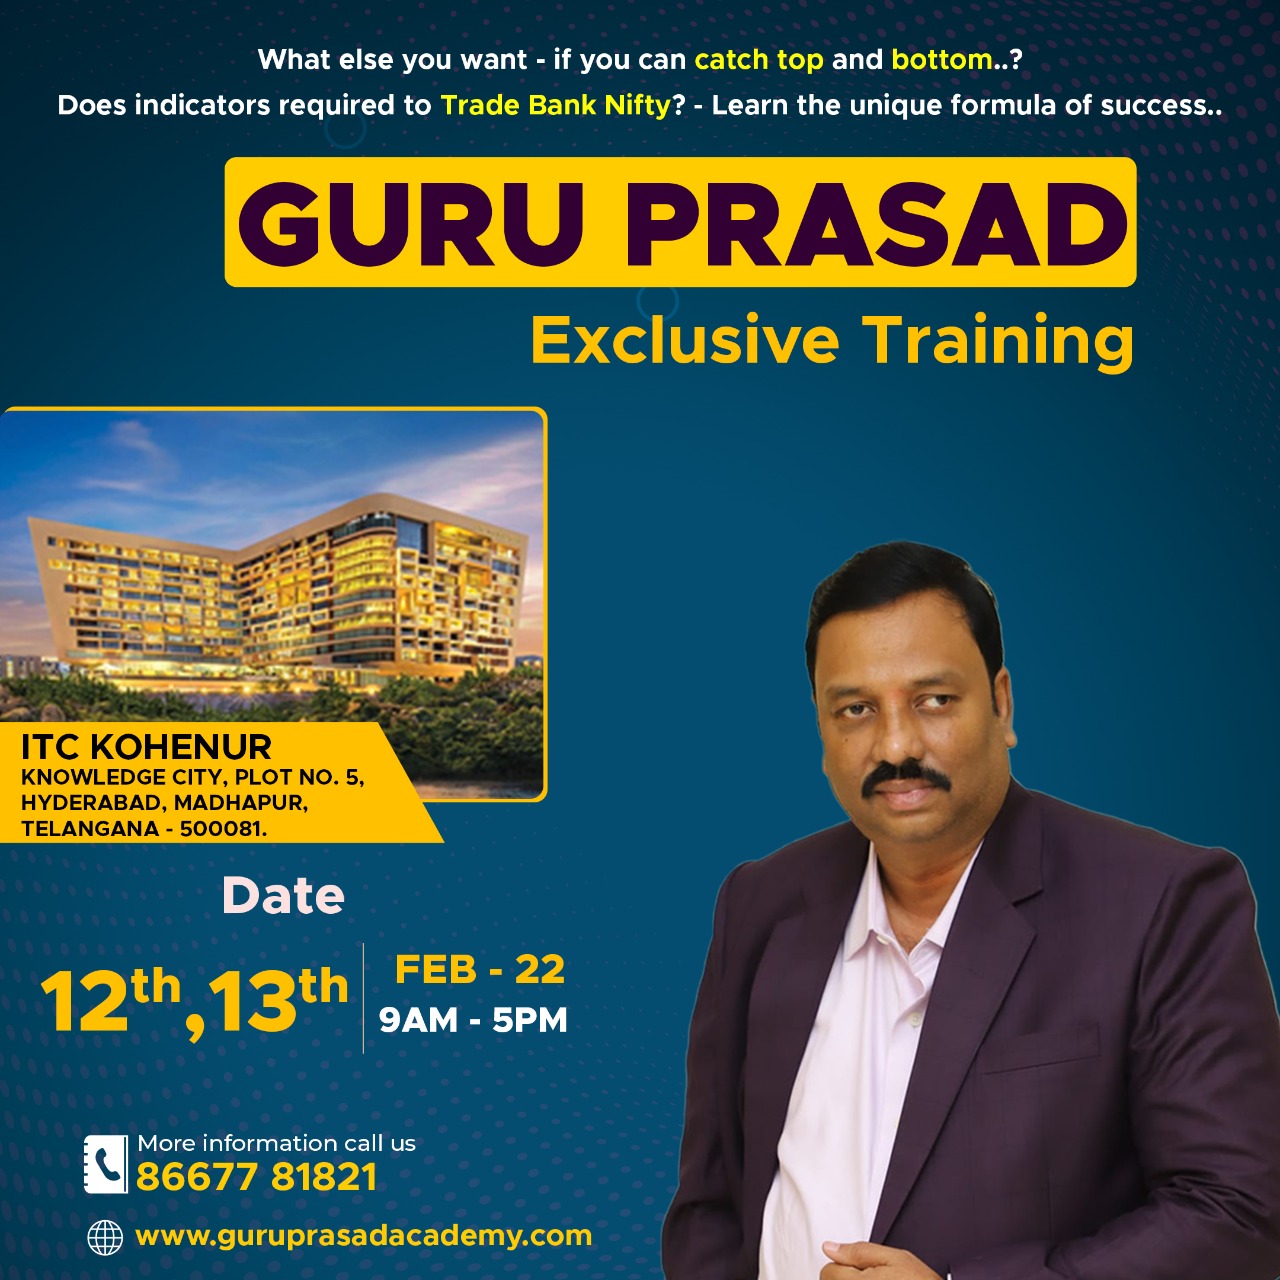 What else you want - if you can catch top and bottom..?
Does indicators required to Trade Bank Nifty? - Learn the unique formula of success..
GURU PRASAD
Exclusive Training
ITC KOHENUR
KNOWLEDGE CITY, PLOT NO. 5,
HYDERABAD, MADHAPUR,
TELANGANA - 500081.
Date
12th,13th
FEB - 22
9AM - 5PM
More information call us
86677 81821
www.guruprasadacademy.com